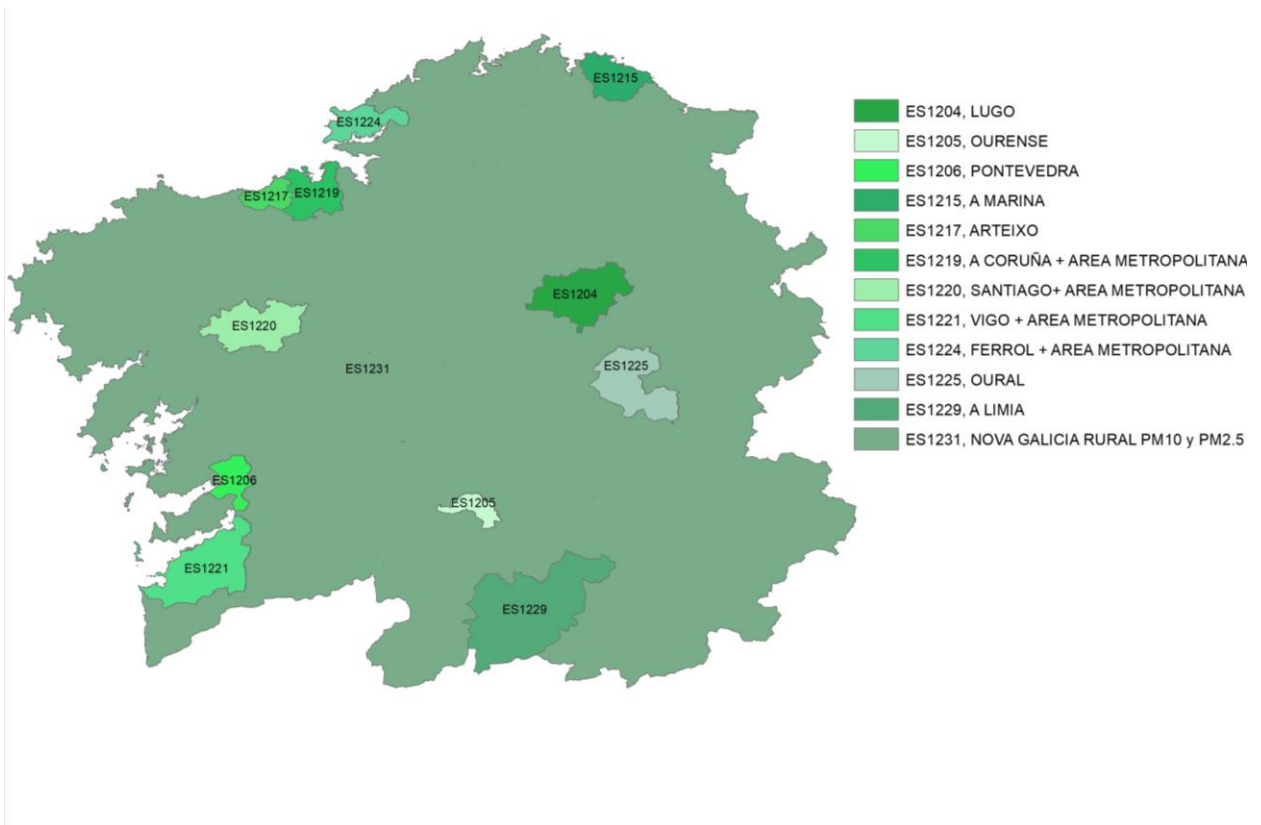 ES1215
ES1224
ES1217
ES1219
ES1204
ES1220
ES1225
ES1231
ES1206
ES1205
ES1221
ES1229
ES1204, LUGO
ES1205, OURENSE
ES1206, PONTEVEDRA
ES1215, A MARINA
ES1217, ARTEIXO
ES1219, A CORUÑA + AREA METROPOLITANA
ES1220, SANTIAGO+ AREA METROPOLITANA
ES1221, VIGO + AREA METROPOLITANA
ES1224, FERROL + AREA METROPOLITANA
ES1225, OURAL
ES1229, A LIMIA
ES1231, NOVA GALICIA RURAL PM10 y PM2.5